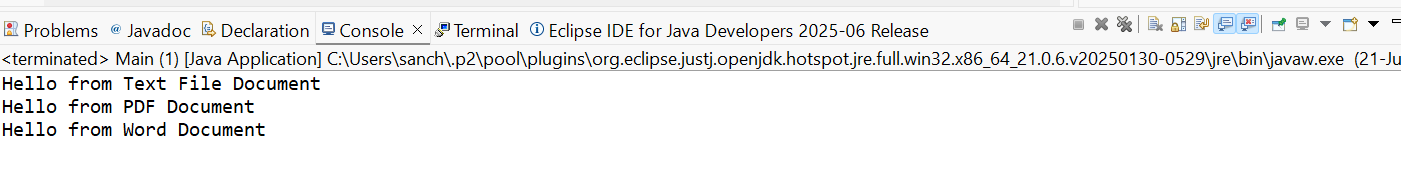 Problems @ Javadoc Declaration Console × Terminal Eclipse IDE for Java Developers 2025-06 Release
<terminated> Main (1) [Java Application] C:\Users\sanch\.p2\pool\plugins\org.eclipse.justj.openjdk.hotspot.jre.full.win32.x86_64_21.0.6.v20250130-0529\jre\bin\javaw.exe (21-Ju
Hello from Text File Document
Hello from PDF Document
Hello from Word Document